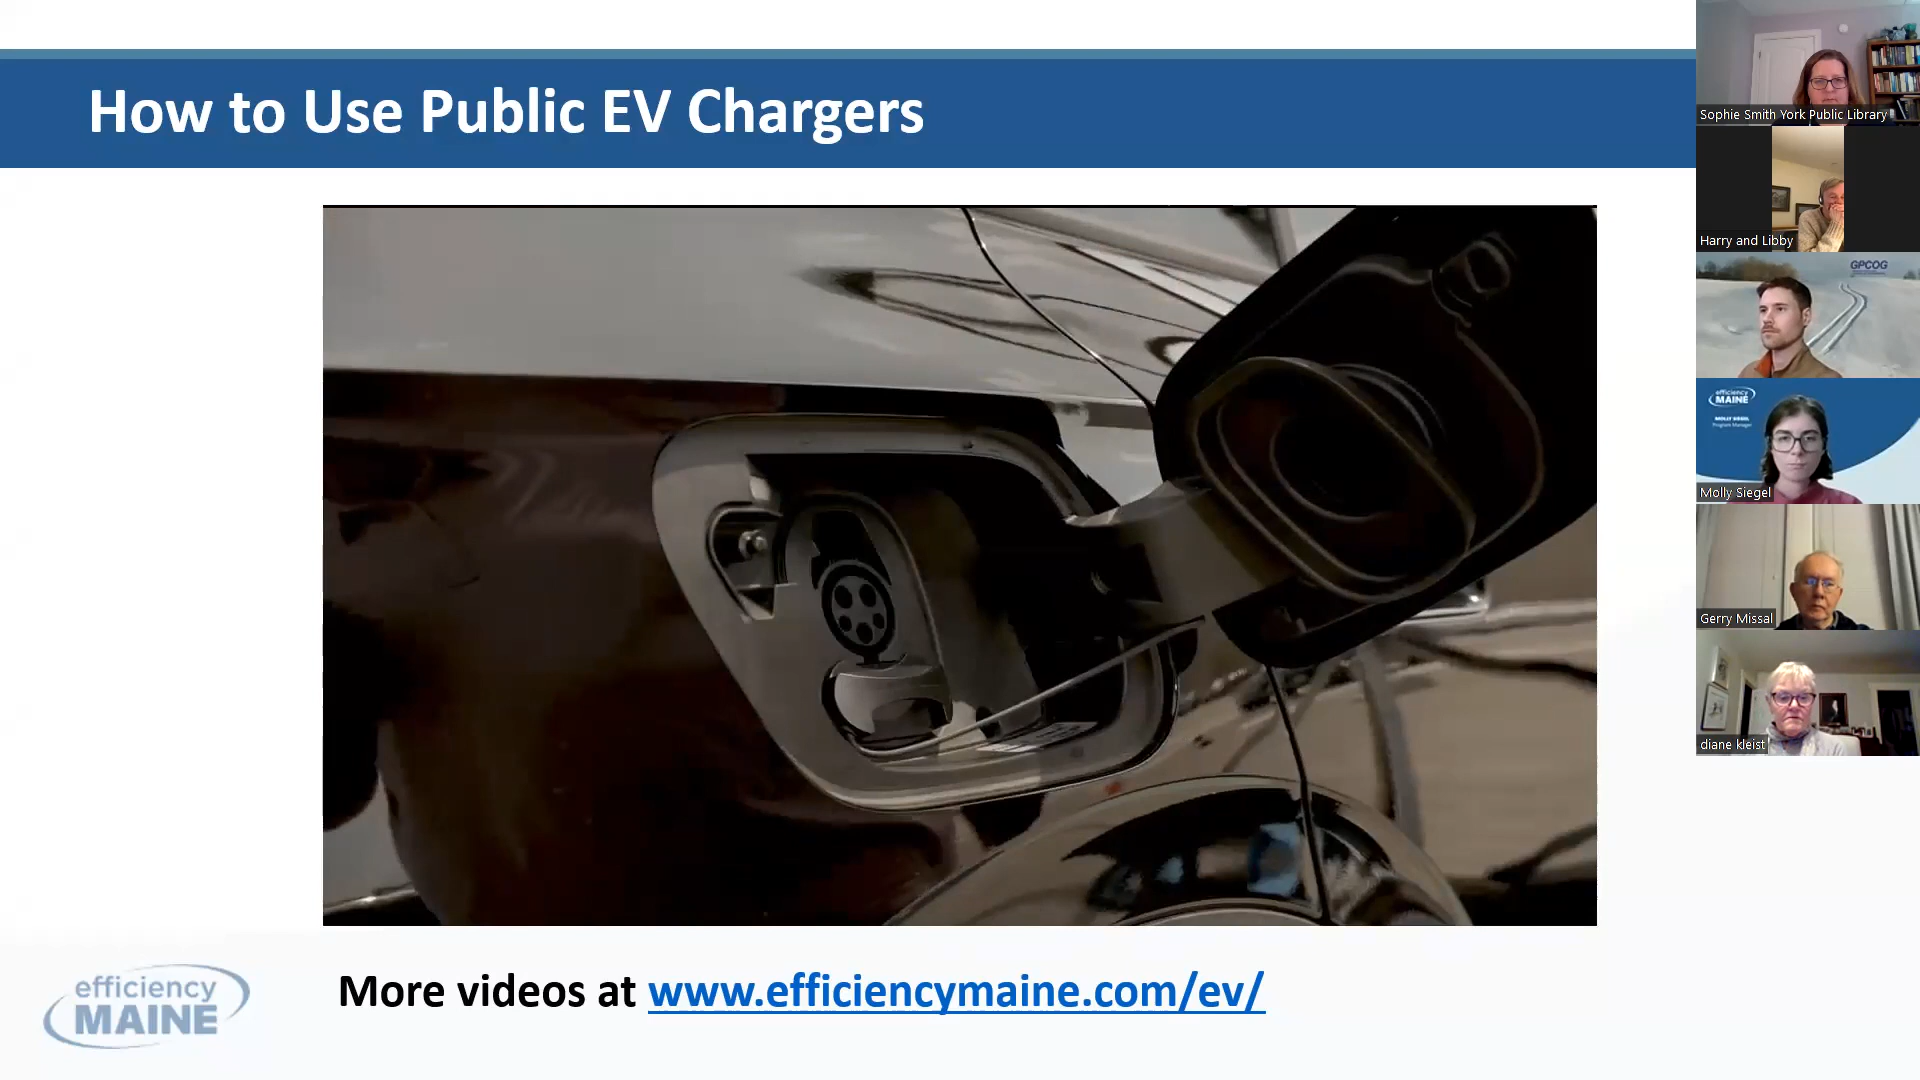 How to Use Public EV Chargers
More videos at www.efficiencymaine.com/ev/
efficiency
MAINE
Sophie Smith York Public Library
Harry and Libby
GPCOG
efficiency
MAINE
MOLLY SIEGEL
Program Manager
Molly Siegel
Gerry Missal
diane kleist